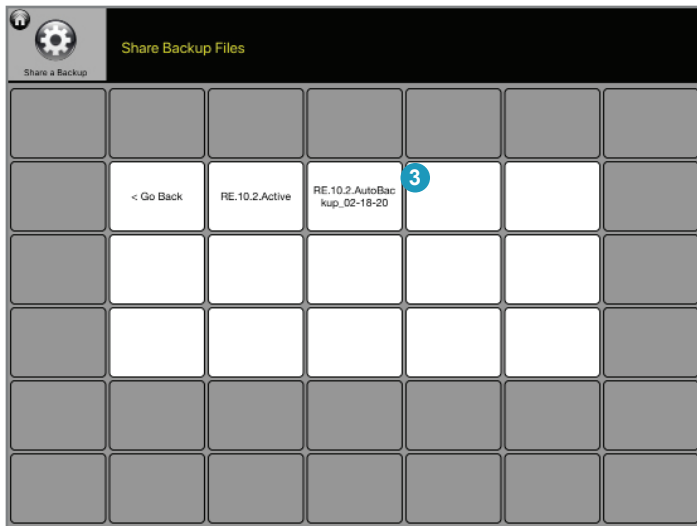 Share Backup Files
Share a Backup
3
< Go Back
RE.10.2.Active
RE.10.2.AutoBac
kup_02-18-20